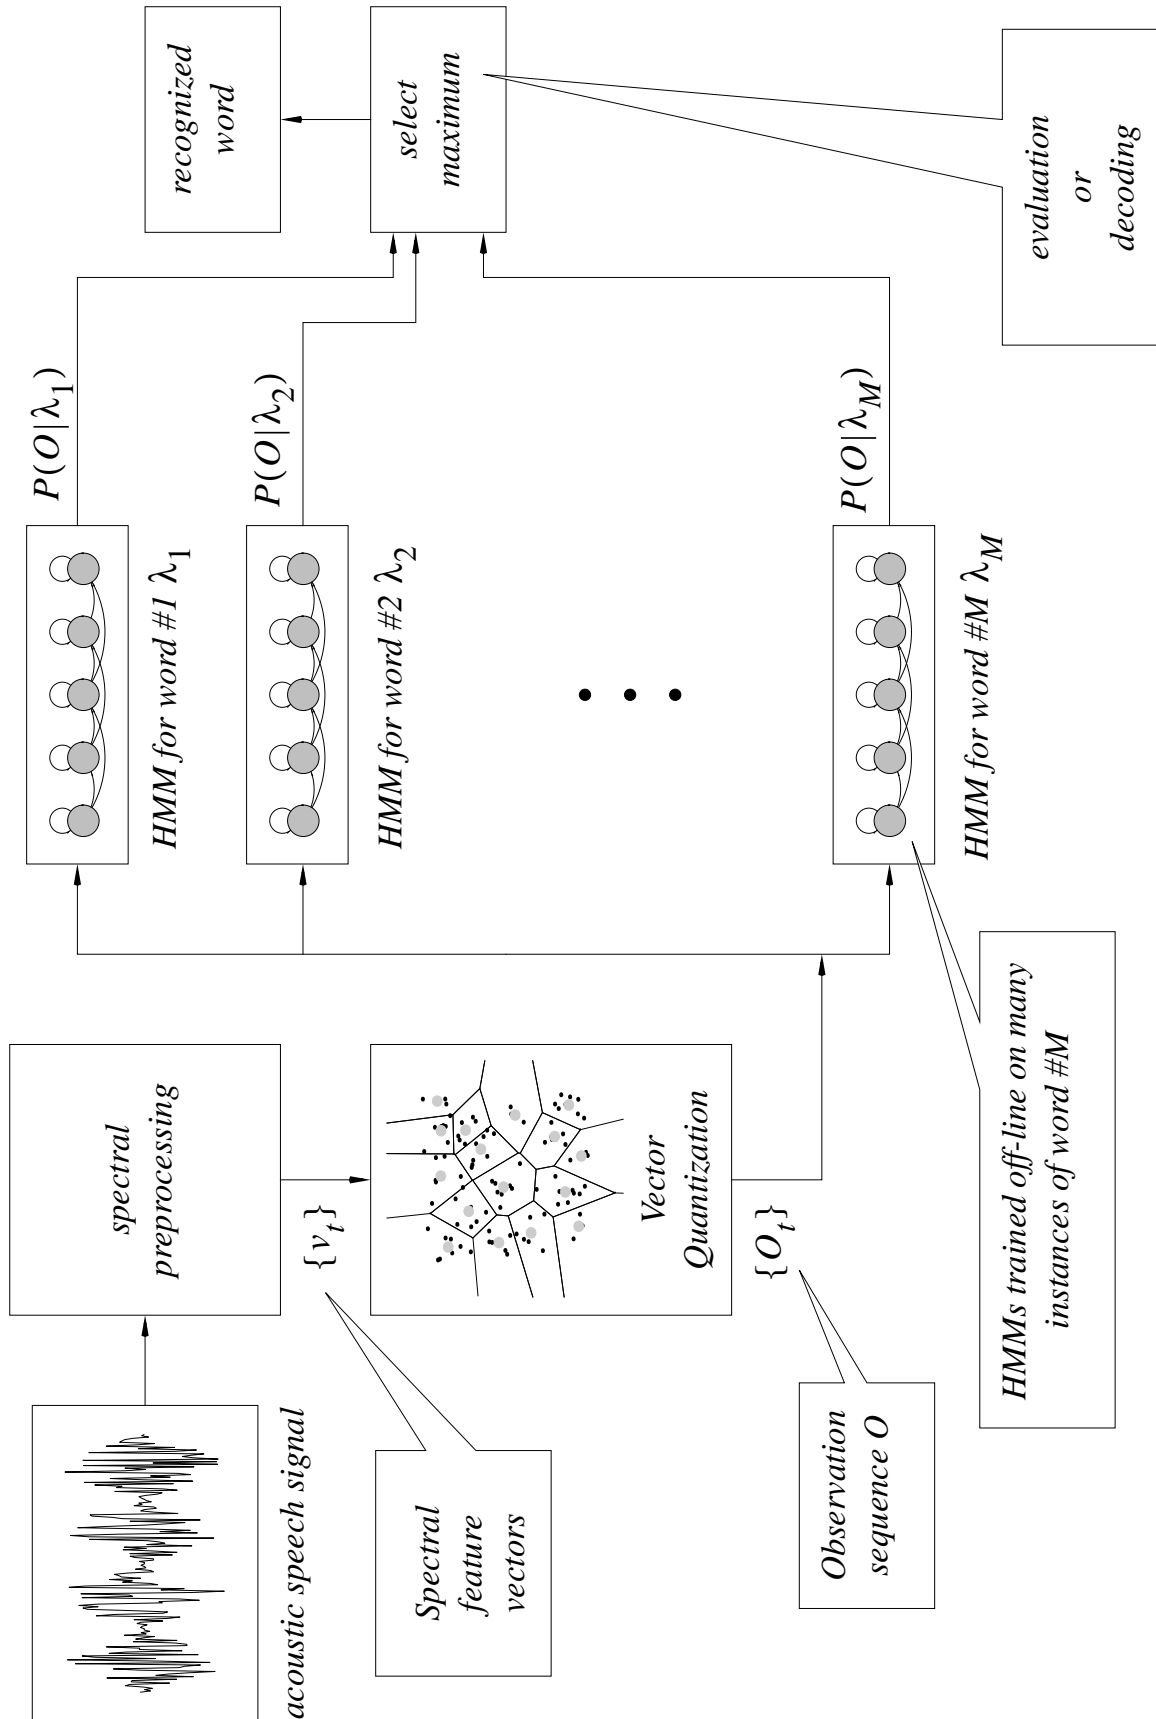 acoustic speech signal
spectral
preprocessing
{v_t}
Spectral
feature
vectors
Vector
Quantization
{O_t}
Observation
sequence O
HMM for word #1 λ_1
P(O|λ_1)
HMM for word #2 λ_2
P(O|λ_2)
HMM for word #M λ_M
P(O|λ_M)
HMMs trained off-line on many
instances of word #M
select
maximum
recognized
word
evaluation
or
decoding